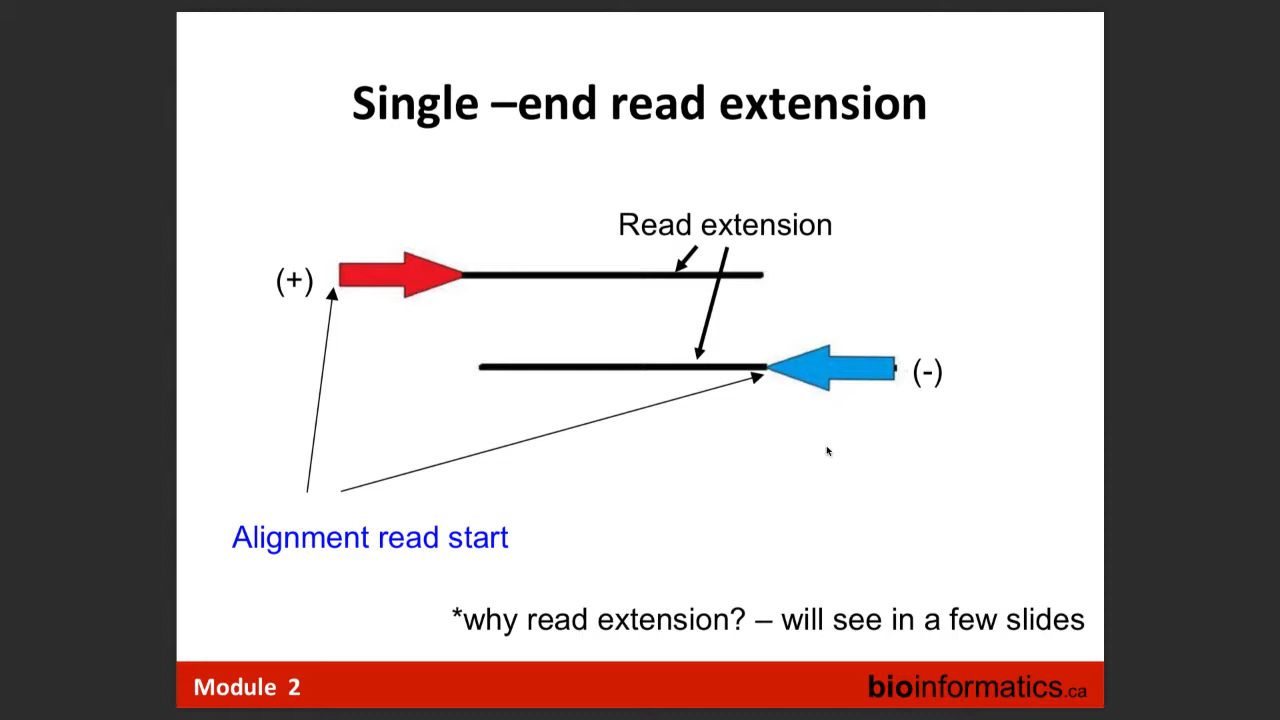 Single –end read extension
Read extension
(+)
(-)
Alignment read start
*why read extension? – will see in a few slides
Module 2
bioinformatics.ca